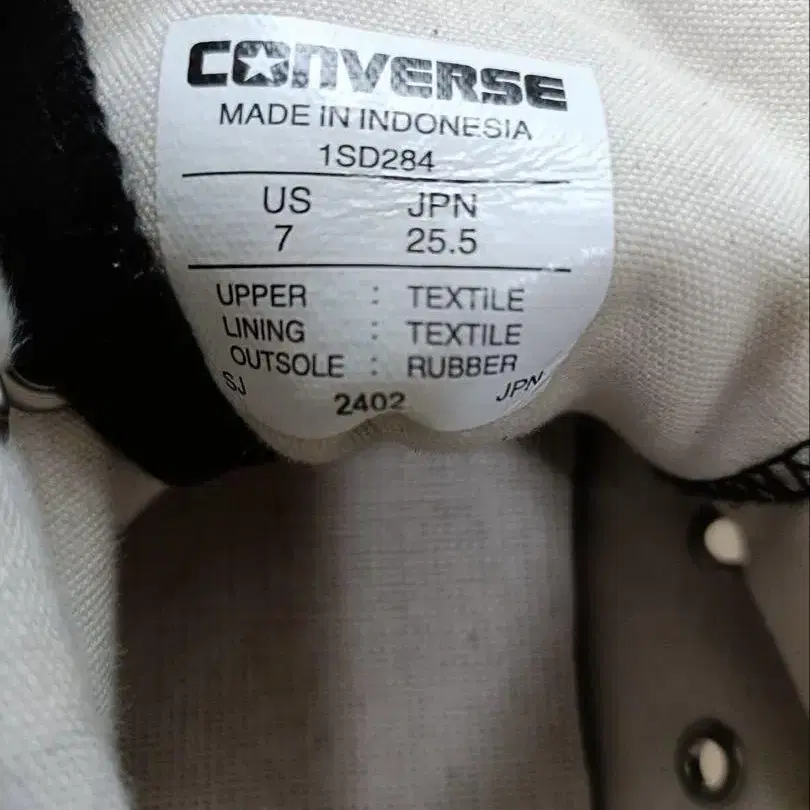 CONVERSE
MADE IN INDONESIA
1SD284
US JPN
7 25.5
UPPER : TEXTILE
LINING : TEXTILE
OUTSOLE : RUBBER
SJ 2402 JPN